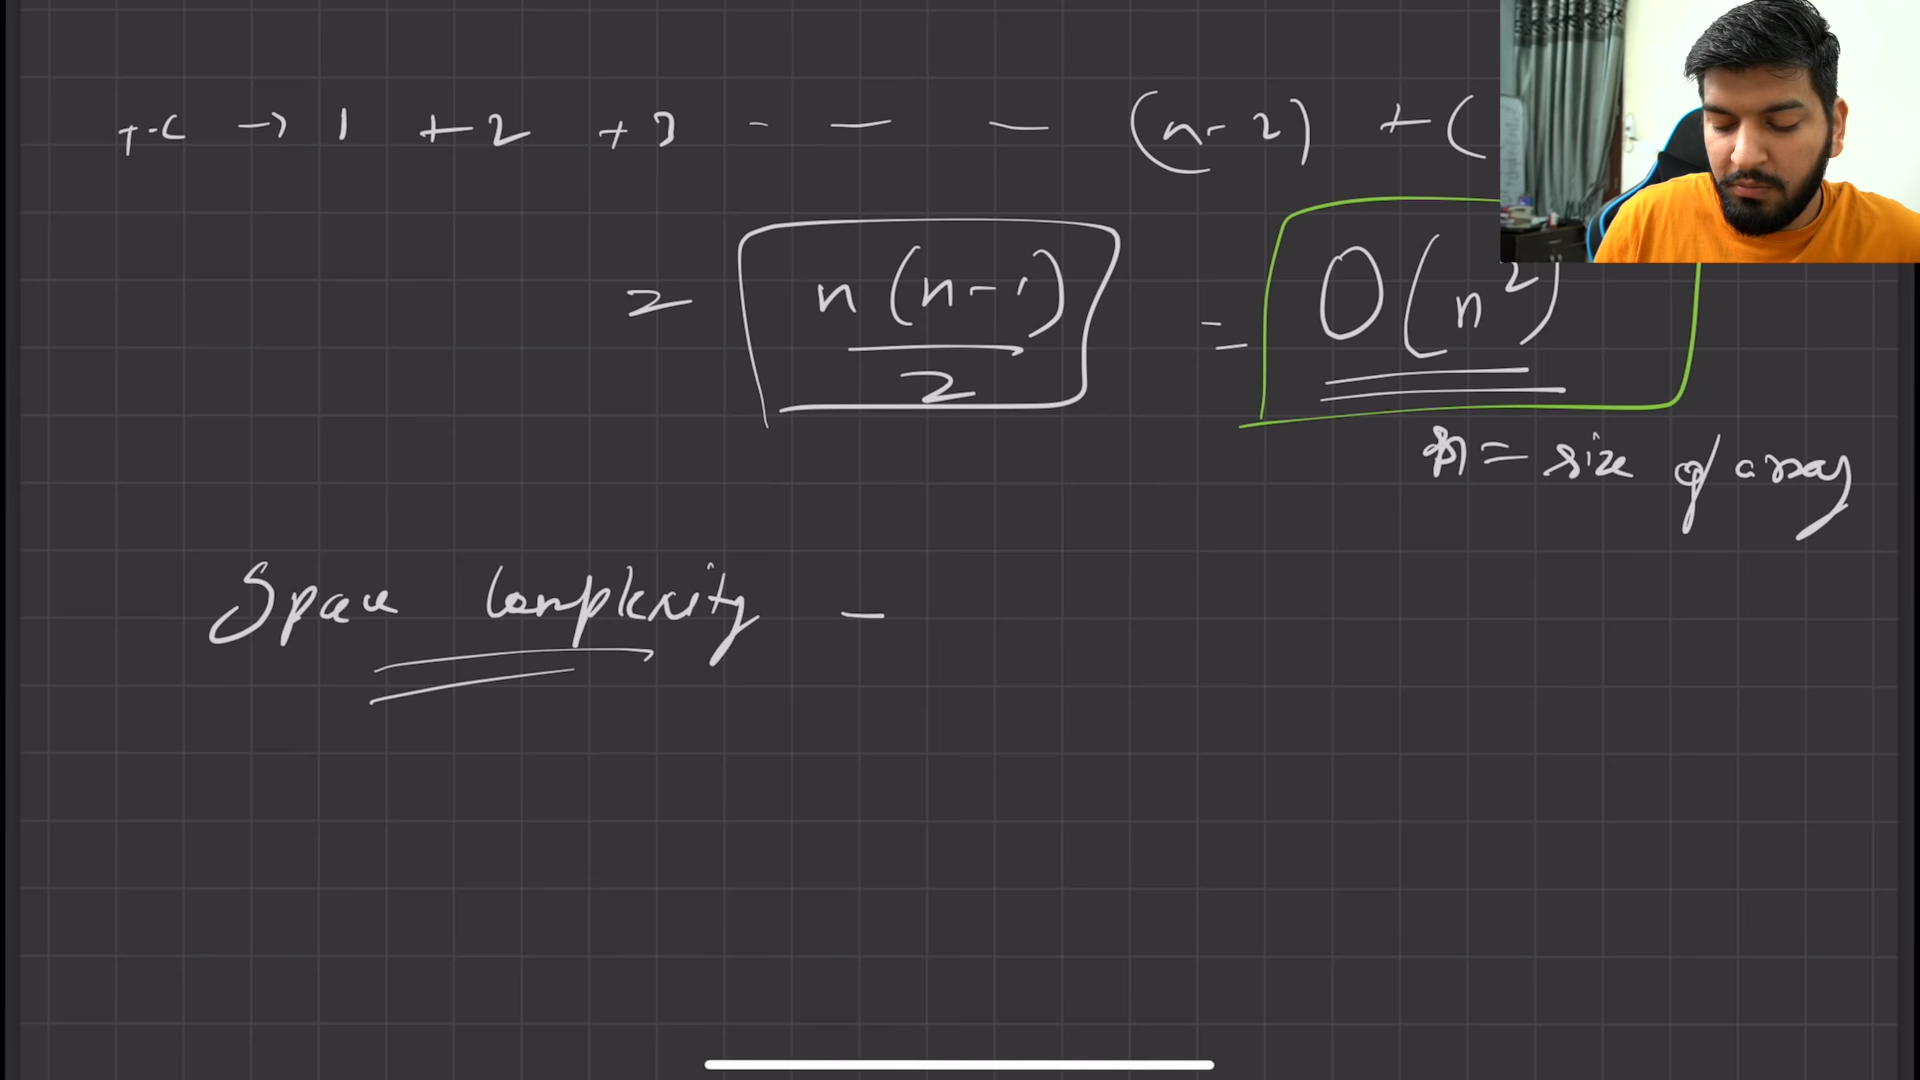 T.C → 1 + 2 + 3 - - - (n-2) + (
= n(n-1)/2 = O(n²)
n = size of array
Space Complexity -